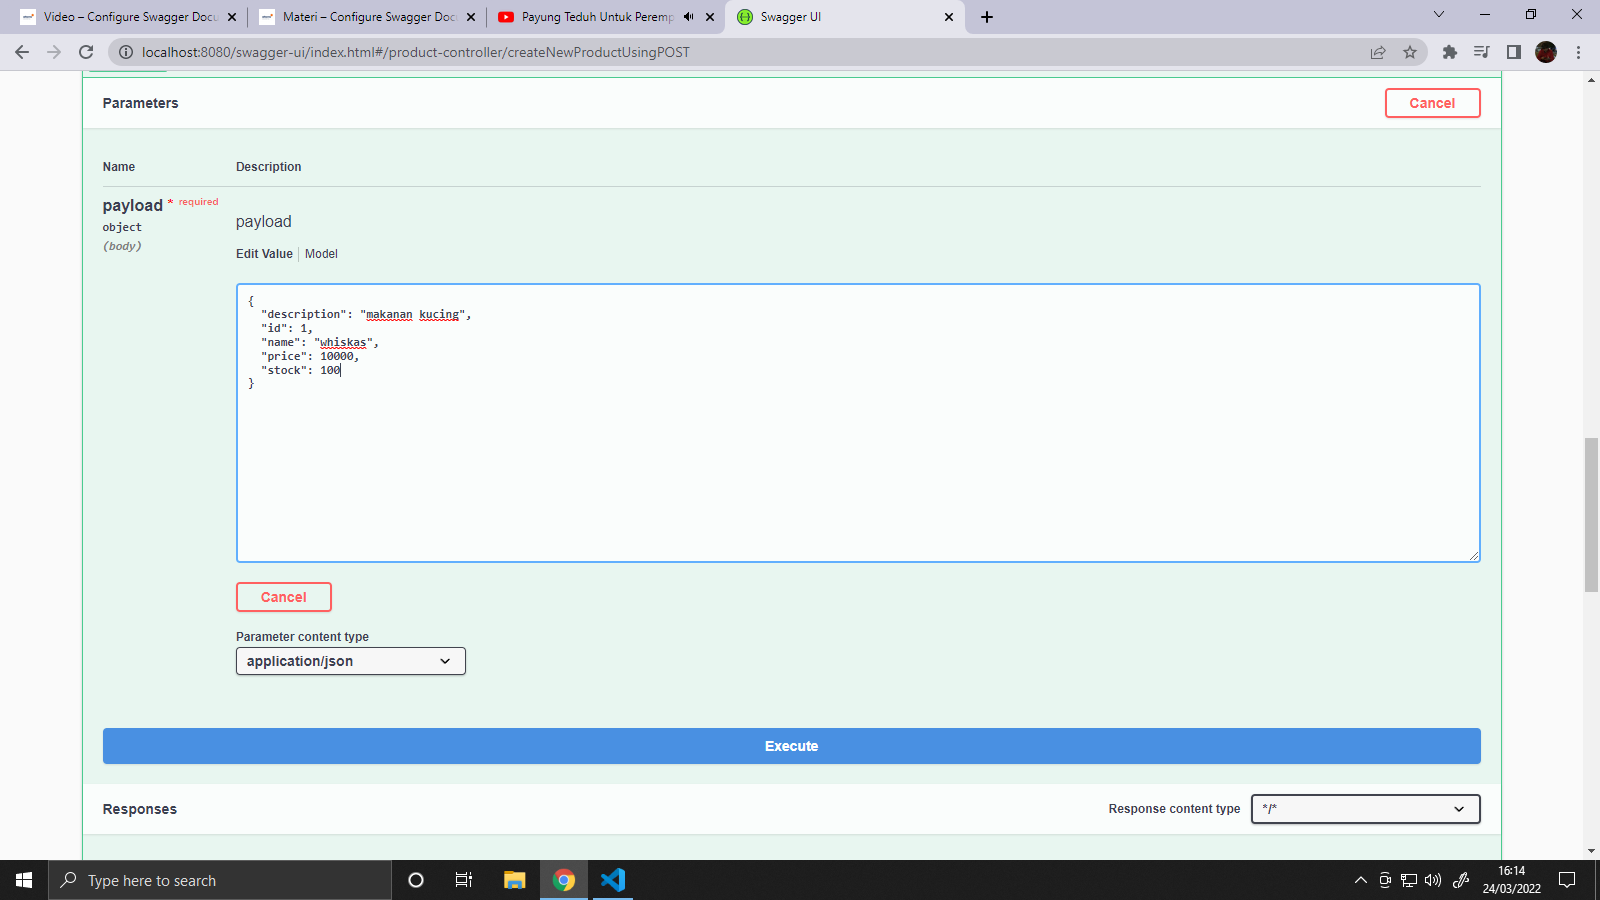 Video – Configure Swagger Docu
Materi – Configure Swagger Doc
Payung Teduh Untuk Peremp
Swagger UI
localhost:8080/swagger-ui/index.html#/product-controller/createNewProductUsingPOST
Parameters
Cancel
Name
Description
payload * required
object
(body)
payload
Edit Value
Model
{
"description": "makanan kucing",
"id": 1,
"name": "whiskas",
"price": 10000,
"stock": 100
}
Cancel
Parameter content type
application/json
Execute
Responses
Response content type
*/*
Type here to search
16:14
24/03/2022